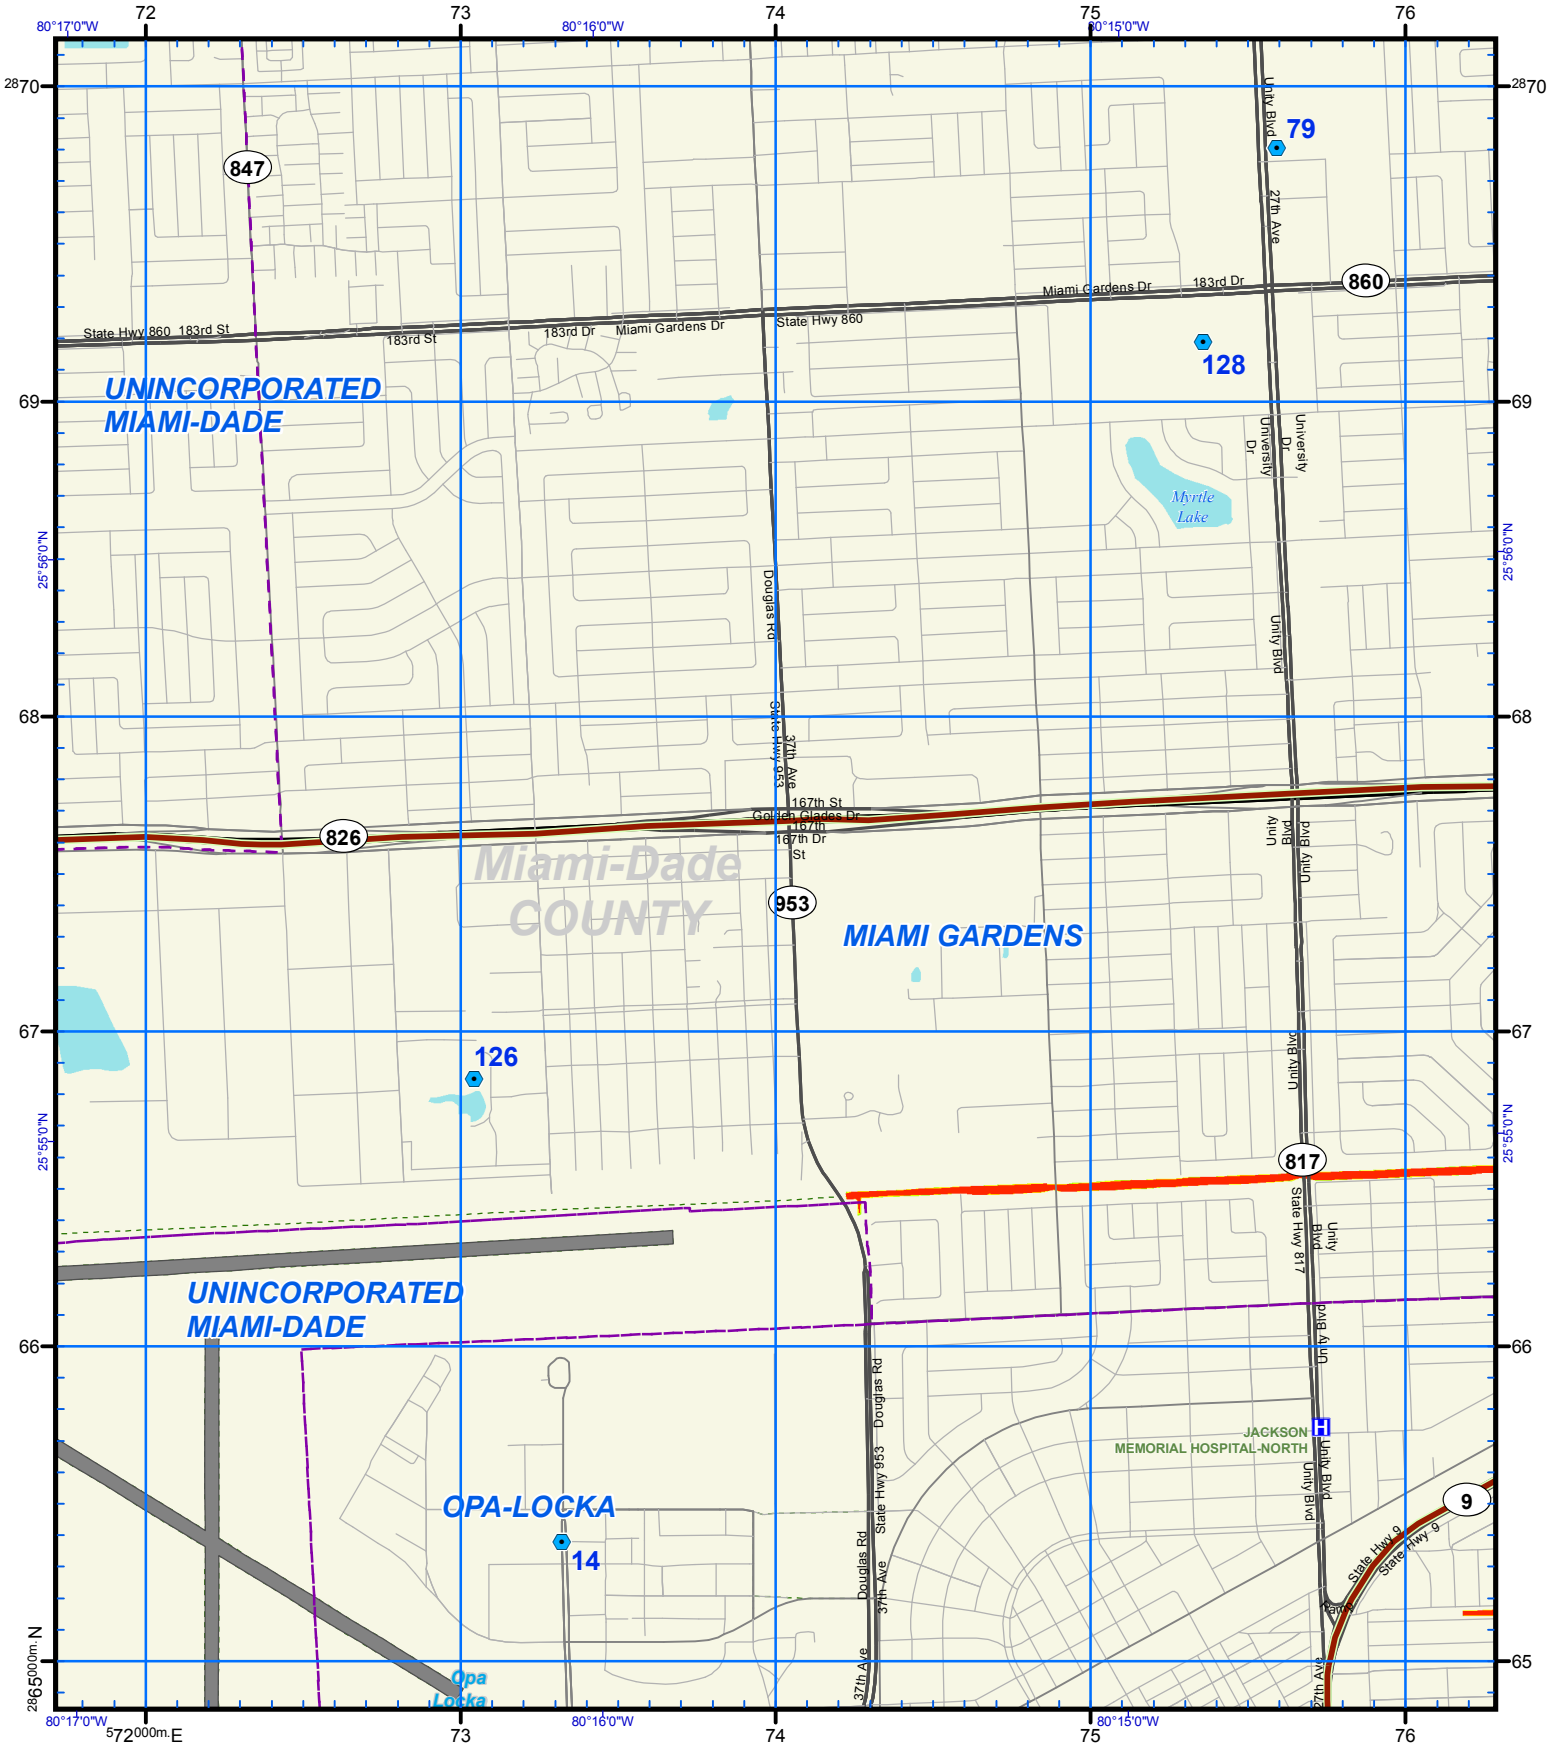 72 73 74 75 76
80°17'0"W 80°16'0"W 80°15'0"W
2870 2870
Unity Blvd
79
847
27th Ave
860
Miami Gardens Dr 183rd Dr
State Hwy 860 183rd St
183rd St
183rd Dr
Miami Gardens Dr
State Hwy 860
128
UNINCORPORATED
MIAMI-DADE
69 69
University
Dr
University
Dr
Myrtle
Lake
25°56'0"N 25°56'0"N
Douglas Rd
Unity Blvd
68 68
State Hwy 953
37th Ave
167th St
Golden Glades Dr
167th
167th Dr
St
826
Unity
Blvd
Unity Blvd
Miami-Dade
COUNTY
953
MIAMI GARDENS
67 67
Unity Blvd
126
25°55'0"N 25°55'0"N
817
State Hwy 817
Unity
Blvd
UNINCORPORATED
MIAMI-DADE
Unity Blvd
66 66
Douglas Rd
H
JACKSON
MEMORIAL HOSPITAL-NORTH
Unity Blvd
Unity Blvd
State Hwy 953
9
OPA-LOCKA
14
State Hwy 9
State Hwy 9
Douglas Rd
37th Ave
Ramp
65 65
2865000m. N
37th Ave
27th Ave
Opa
Locka
80°17'0"W 80°16'0"W 80°15'0"W
572000m. E 73 74 75 76